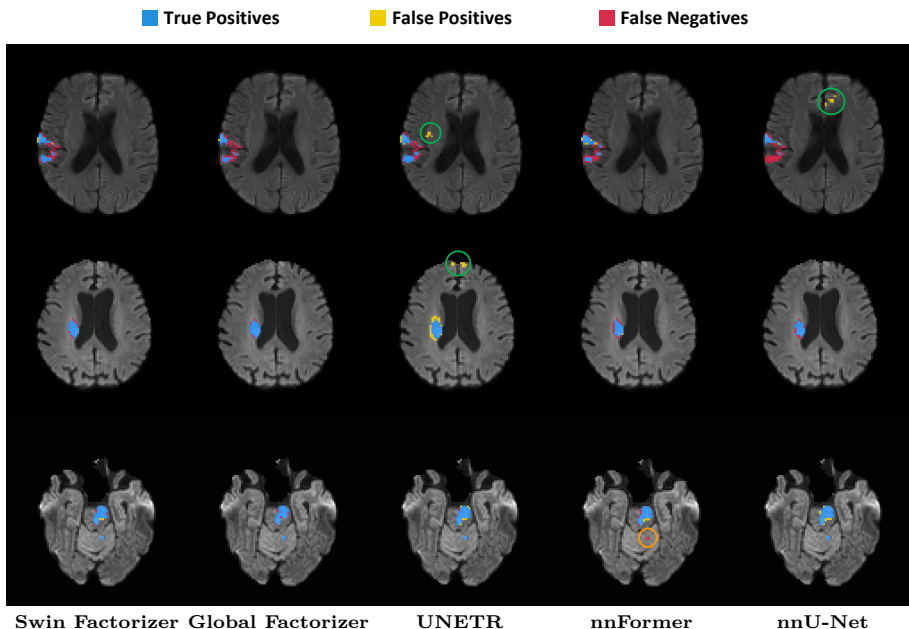 True Positives False Positives False Negatives
Swin Factorizer Global Factorizer UNETR nnFormer nnU-Net